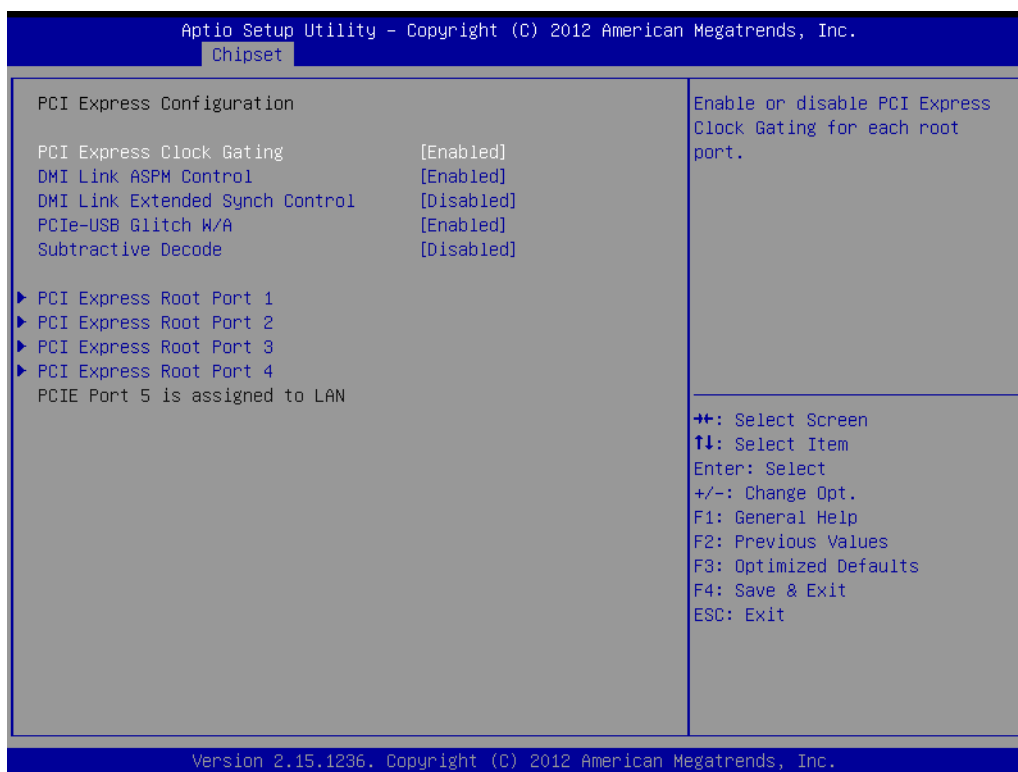 Aptio Setup Utility – Copyright (C) 2012 American Megatrends, Inc.
Chipset
PCI Express Configuration
PCI Express Clock Gating [Enabled]
DMI Link ASPM Control [Enabled]
DMI Link Extended Synch Control [Disabled]
PCIe-USB Glitch W/A [Enabled]
Subtractive Decode [Disabled]
PCI Express Root Port 1
PCI Express Root Port 2
PCI Express Root Port 3
PCI Express Root Port 4
PCIE Port 5 is assigned to LAN
Enable or disable PCI Express
Clock Gating for each root
port.
→←: Select Screen
↑↓: Select Item
Enter: Select
+/-: Change Opt.
F1: General Help
F2: Previous Values
F3: Optimized Defaults
F4: Save & Exit
ESC: Exit
Version 2.15.1236. Copyright (C) 2012 American Megatrends, Inc.